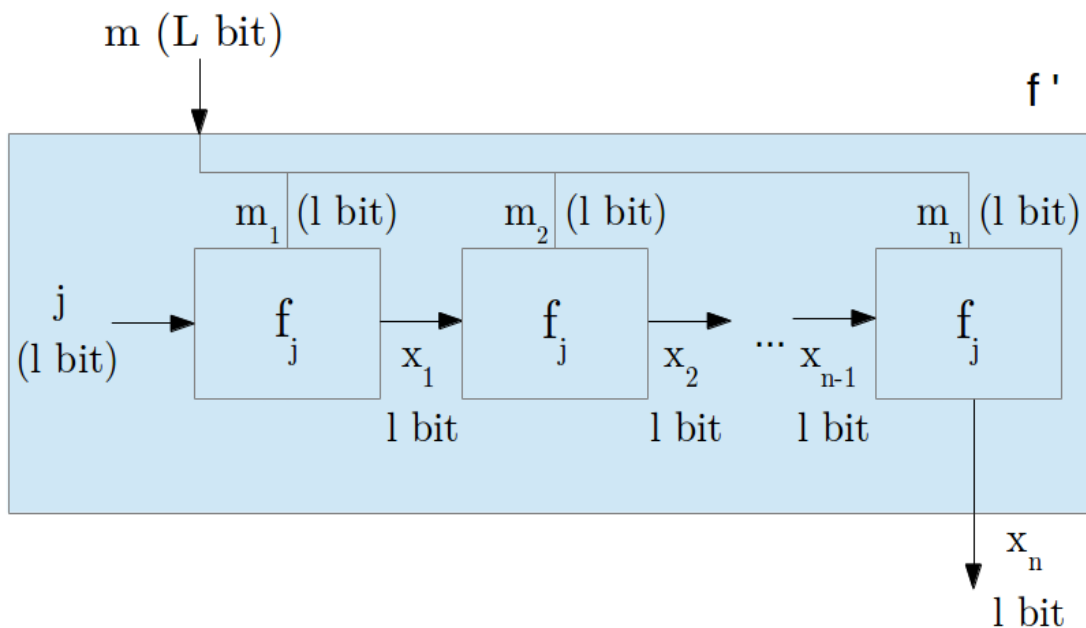 m (L bit)
f '
m₁ (l bit)
m₂ (l bit)
mₙ (l bit)
j
(l bit)
fⱼ
fⱼ
...
fⱼ
x₁
x₂
xₙ₋₁
l bit
l bit
l bit
xₙ
l bit